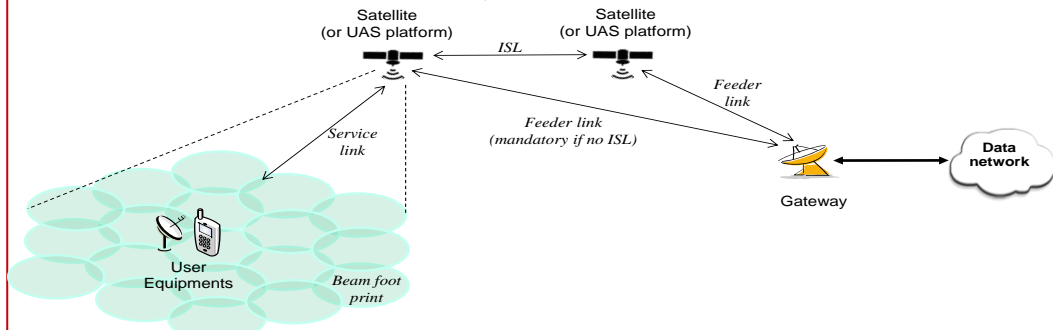 Satellite
(or UAS platform)
Satellite
(or UAS platform)
ISL
Feeder
link
Service
link
Feeder link
(mandatory if no ISL)
Data
network
Gateway
User
Equipments
Beam foot
print